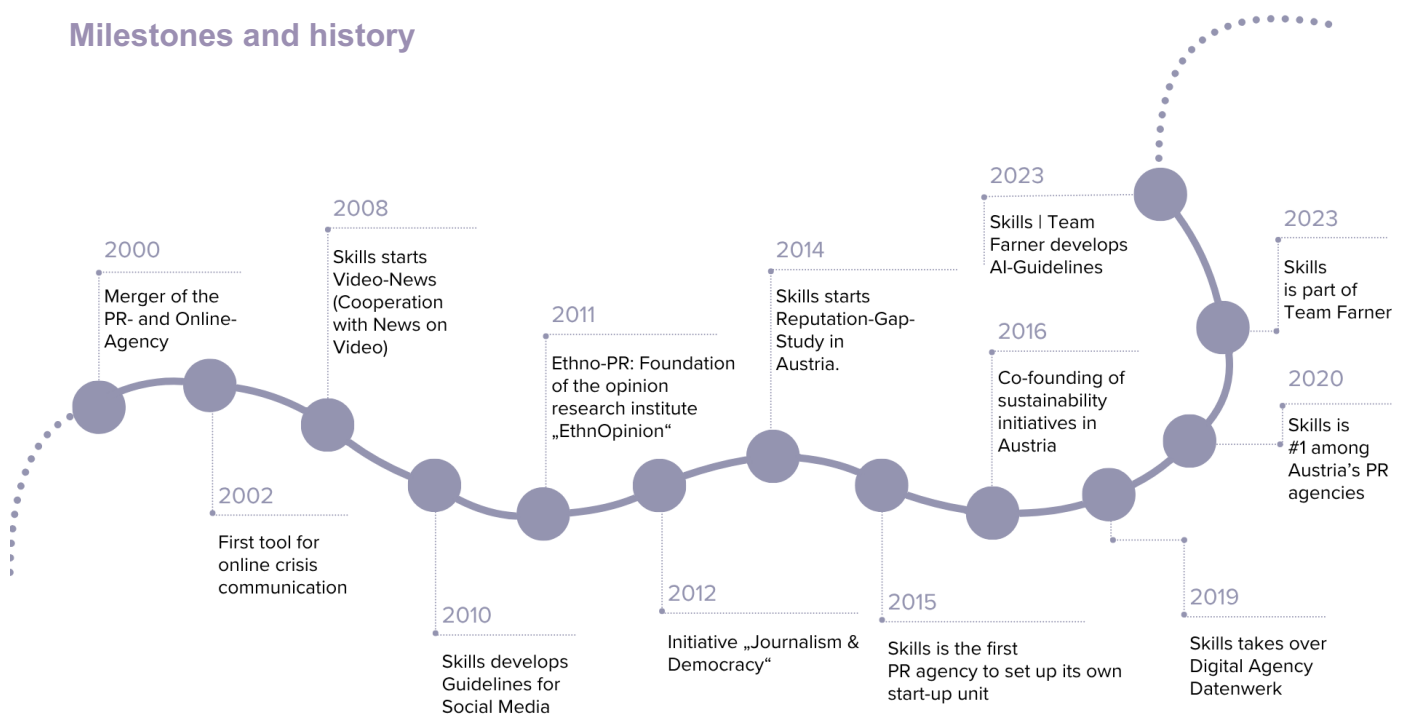 Milestones and history
2000
Merger of the
PR- and Online-
Agency
2002
First tool for
online crisis
communication
2008
Skills starts
Video-News
(Cooperation
with News on
Video)
2010
Skills develops
Guidelines for
Social Media
2011
Ethno-PR: Foundation
of the opinion
research institute
„EthnOpinion“
2012
Initiative „Journalism &
Democracy“
2014
Skills starts
Reputation-Gap-
Study in
Austria.
2015
Skills is the first
PR agency to set up its own
start-up unit
2016
Co-founding of
sustainability
initiatives in
Austria
2019
Skills takes over
Digital Agency
Datenwerk
2020
Skills is
#1 among
Austria’s PR
agencies
2023
Skills
is part of
Team Farner
2023
Skills | Team
Farner develops
AI-Guidelines